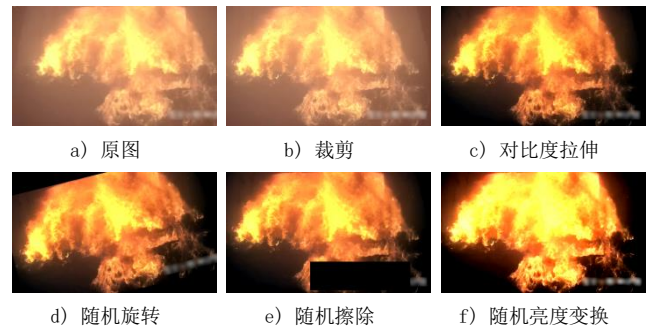 a) 原图
b) 裁剪
c) 对比度拉伸
d) 随机旋转
e) 随机擦除
f) 随机亮度变换